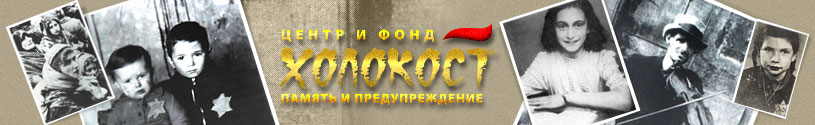 ЦЕНТР И ФОНД
ХОЛОКОСТ
ПАМЯТЬ И ПРЕДУПРЕЖДЕНИЕ